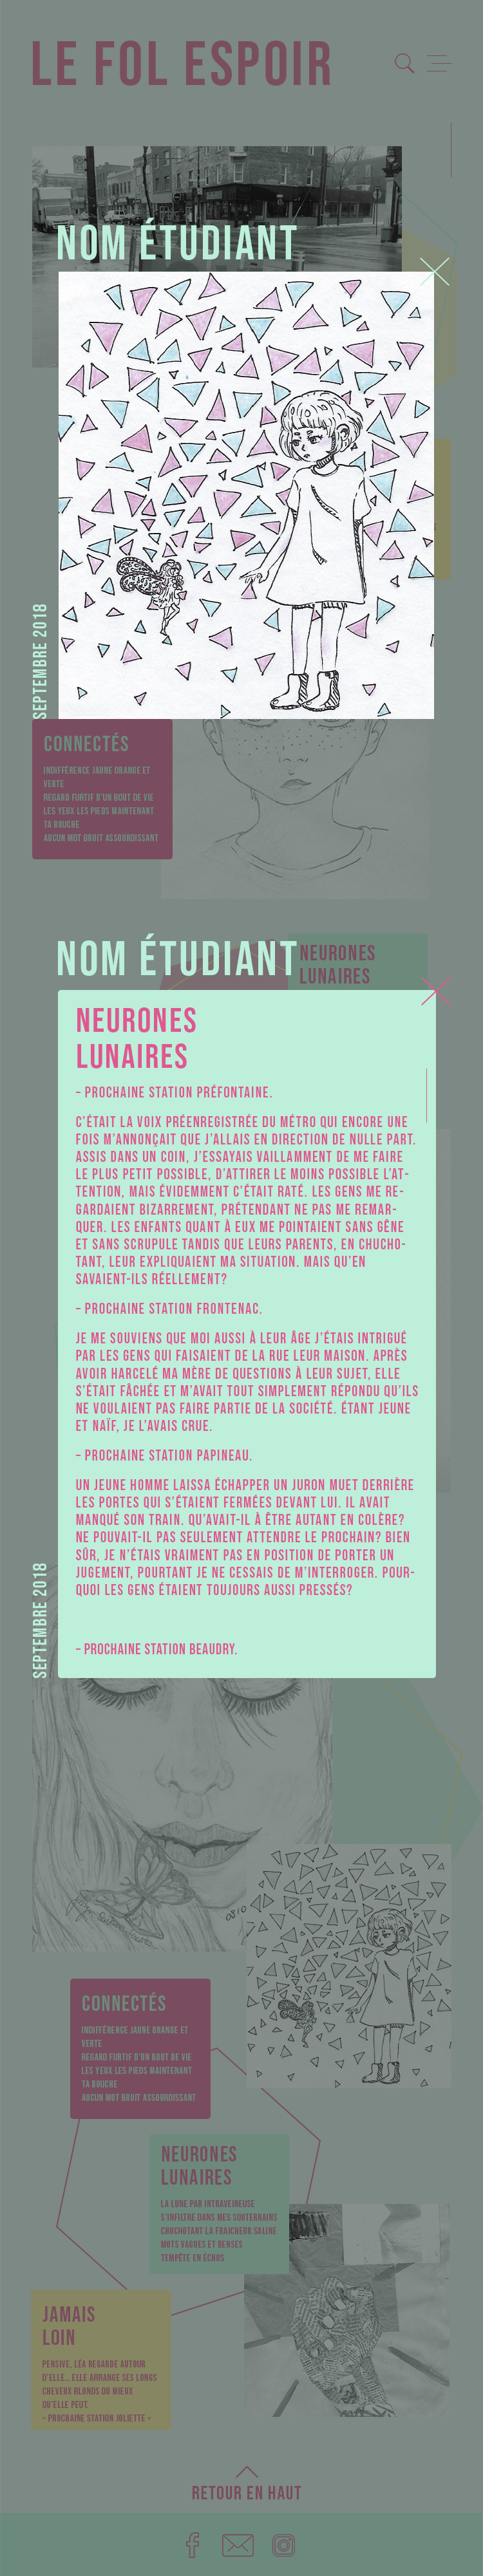 LE FOL ESPOIR
NOM ÉTUDIANT
SEPTEMBRE 2018
CONNECTÉS
INDIFFÉRENCE JAUNE ORANGE ET
VERTE
REGARD FURTIF D'UN BOUT DE VIE
LES YEUX LES PIEDS MAINTENANT
TA BOUCHE
AUCUN MOT BRUIT ASSOURDISSANT
NOM ÉTUDIANT
NEURONES
LUNAIRES
NEURONES
LUNAIRES
– PROCHAINE STATION PRÉFONTAINE.
C'ÉTAIT LA VOIX PRÉENREGISTRÉE DU MÉTRO QUI ENCORE UNE
FOIS M'ANNONÇAIT QUE J'ALLAIS EN DIRECTION DE NULLE PART.
ASSIS DANS UN COIN, J'ESSAYAIS VAILLAMMENT DE ME FAIRE
LE PLUS PETIT POSSIBLE, D'ATTIRER LE MOINS POSSIBLE L'AT-
TENTION, MAIS ÉVIDEMMENT C'ÉTAIT RATÉ. LES GENS ME RE-
GARDAIENT BIZARREMENT, PRÉTENDANT NE PAS ME REMAR-
QUER. LES ENFANTS QUANT À EUX ME POINTAIENT SANS GÊNE
ET SANS SCRUPULE TANDIS QUE LEURS PARENTS, EN CHUCHO-
TANT, LEUR EXPLIQUAIENT MA SITUATION. MAIS QU'EN
SAVAIENT-ILS RÉELLEMENT?
– PROCHAINE STATION FRONTENAC.
JE ME SOUVIENS QUE MOI AUSSI À LEUR ÂGE J'ÉTAIS INTRIGUÉ
PAR LES GENS QUI FAISAIENT DE LA RUE LEUR MAISON. APRÈS
AVOIR HARCELÉ MA MÈRE DE QUESTIONS À LEUR SUJET, ELLE
S'ÉTAIT FÂCHÉE ET M'AVAIT TOUT SIMPLEMENT RÉPONDU QU'ILS
NE VOULAIENT PAS FAIRE PARTIE DE LA SOCIÉTÉ. ÉTANT JEUNE
ET NAÏF, JE L'AVAIS CRUE.
– PROCHAINE STATION PAPINEAU.
UN JEUNE HOMME LAISSA ÉCHAPPER UN JURON MUET DERRIÈRE
LES PORTES QUI S'ÉTAIENT FERMÉES DEVANT LUI. IL AVAIT
MANQUÉ SON TRAIN. QU'AVAIT-IL À ÊTRE AUTANT EN COLÈRE?
NE POUVAIT-IL PAS SEULEMENT ATTENDRE LE PROCHAIN? BIEN
SÛR, JE N'ÉTAIS VRAIMENT PAS EN POSITION DE PORTER UN
JUGEMENT, POURTANT JE NE CESSAIS DE M'INTERROGER. POUR-
QUOI LES GENS ÉTAIENT TOUJOURS AUSSI PRESSÉS?
– PROCHAINE STATION BEAUDRY.
SEPTEMBRE 2018
CONNECTÉS
INDIFFÉRENCE JAUNE ORANGE ET
VERTE
REGARD FURTIF D'UN BOUT DE VIE
LES YEUX LES PIEDS MAINTENANT
TA BOUCHE
AUCUN MOT BRUIT ASSOURDISSANT
NEURONES
LUNAIRES
LA LUNE PAR INTRAVEINEUSE
S'INFILTRE DANS MES SOUTERRAINS
CHUCHOTANT LA FRAICHEUR SALINE
MOTS VAGUES ET DENSES
TEMPÊTE EN ÉCHOS
JAMAIS
LOIN
PENSIVE, LÉA REGARDE AUTOUR
D'ELLE... ELLE ARRANGE SES LONGS
CHEVEUX BLONDS DU MIEUX
QU'ELLE PEUT.
– PROCHAINE STATION JOLIETTE –
RETOUR EN HAUT